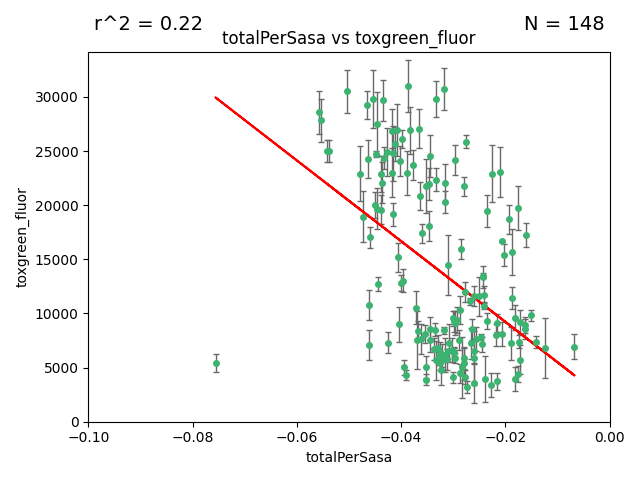 r^2 = 0.22
N = 148
totalPerSasa vs toxgreen_fluor
30000
25000
20000
15000
10000
5000
0
toxgreen_fluor
−0.10
−0.08
−0.06
−0.04
−0.02
0.00
totalPerSasa